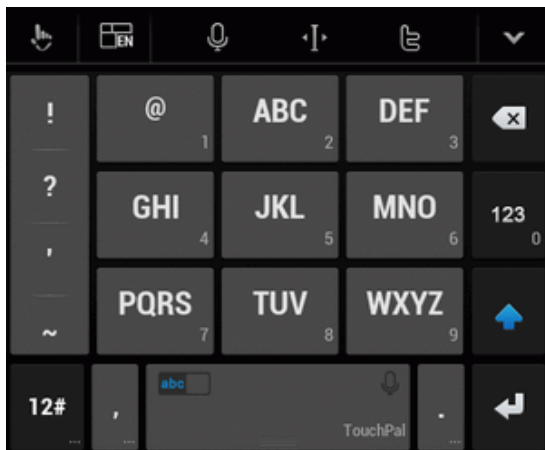 EN
!
@
1
ABC
2
DEF
3
?
GHI
4
JKL
5
MNO
6
123
0
'
PQRS
7
TUV
8
WXYZ
9
~
12#
...
,
...
abc
TouchPal
.
...